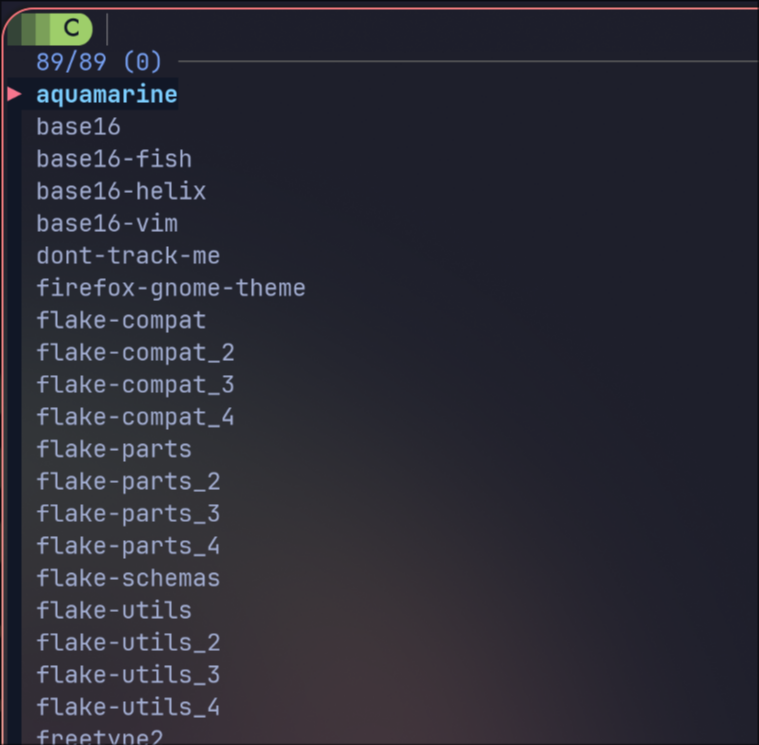 C
89/89 (0)
aquamarine
base16
base16-fish
base16-helix
base16-vim
dont-track-me
firefox-gnome-theme
flake-compat
flake-compat_2
flake-compat_3
flake-compat_4
flake-parts
flake-parts_2
flake-parts_3
flake-parts_4
flake-schemas
flake-utils
flake-utils_2
flake-utils_3
flake-utils_4
freetype2